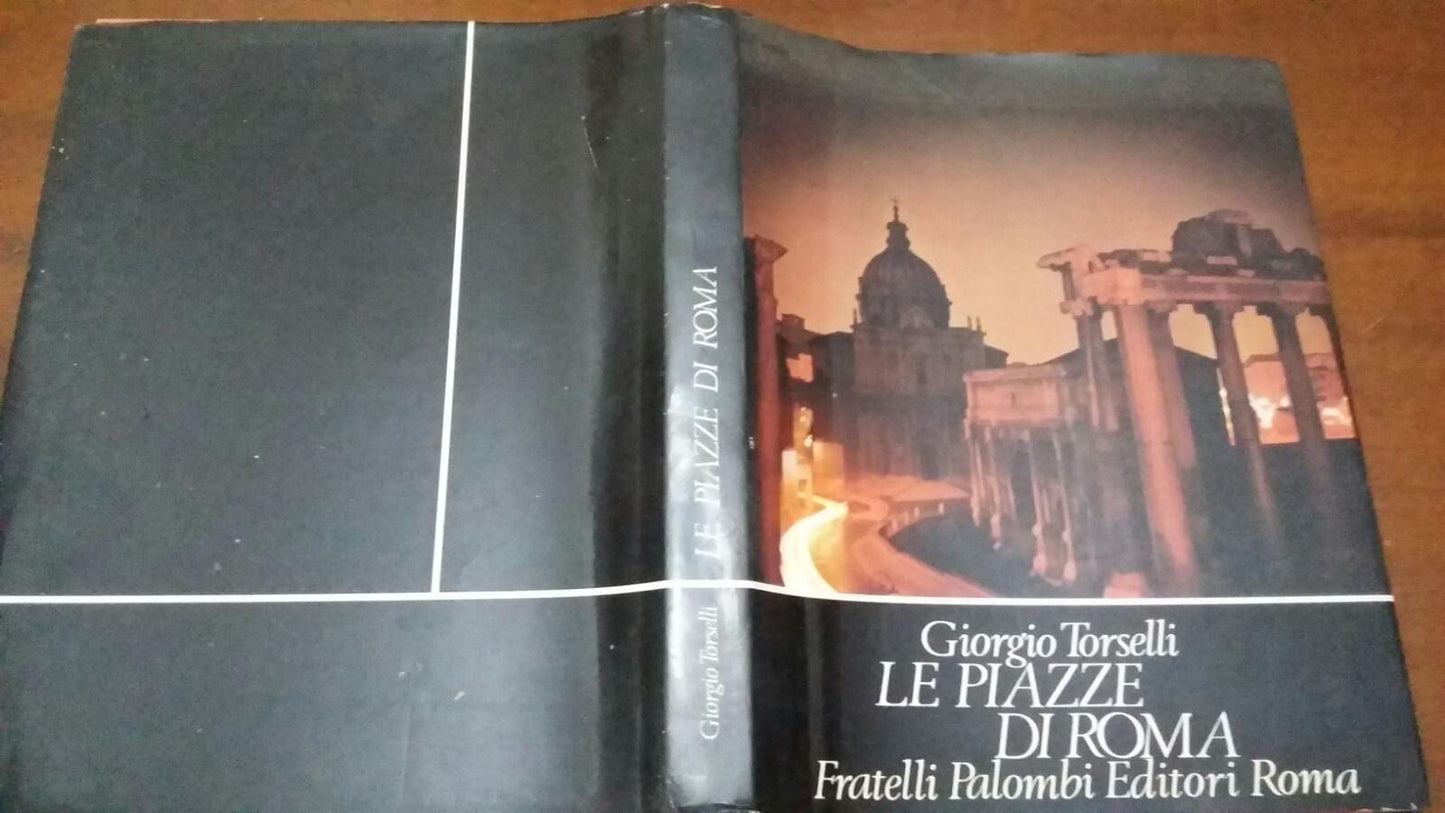 Giorgio Torselli LE PIAZZE DI ROMA
Giorgio Torselli
LE PIAZZE
DI ROMA
Fratelli Palombi Editori Roma